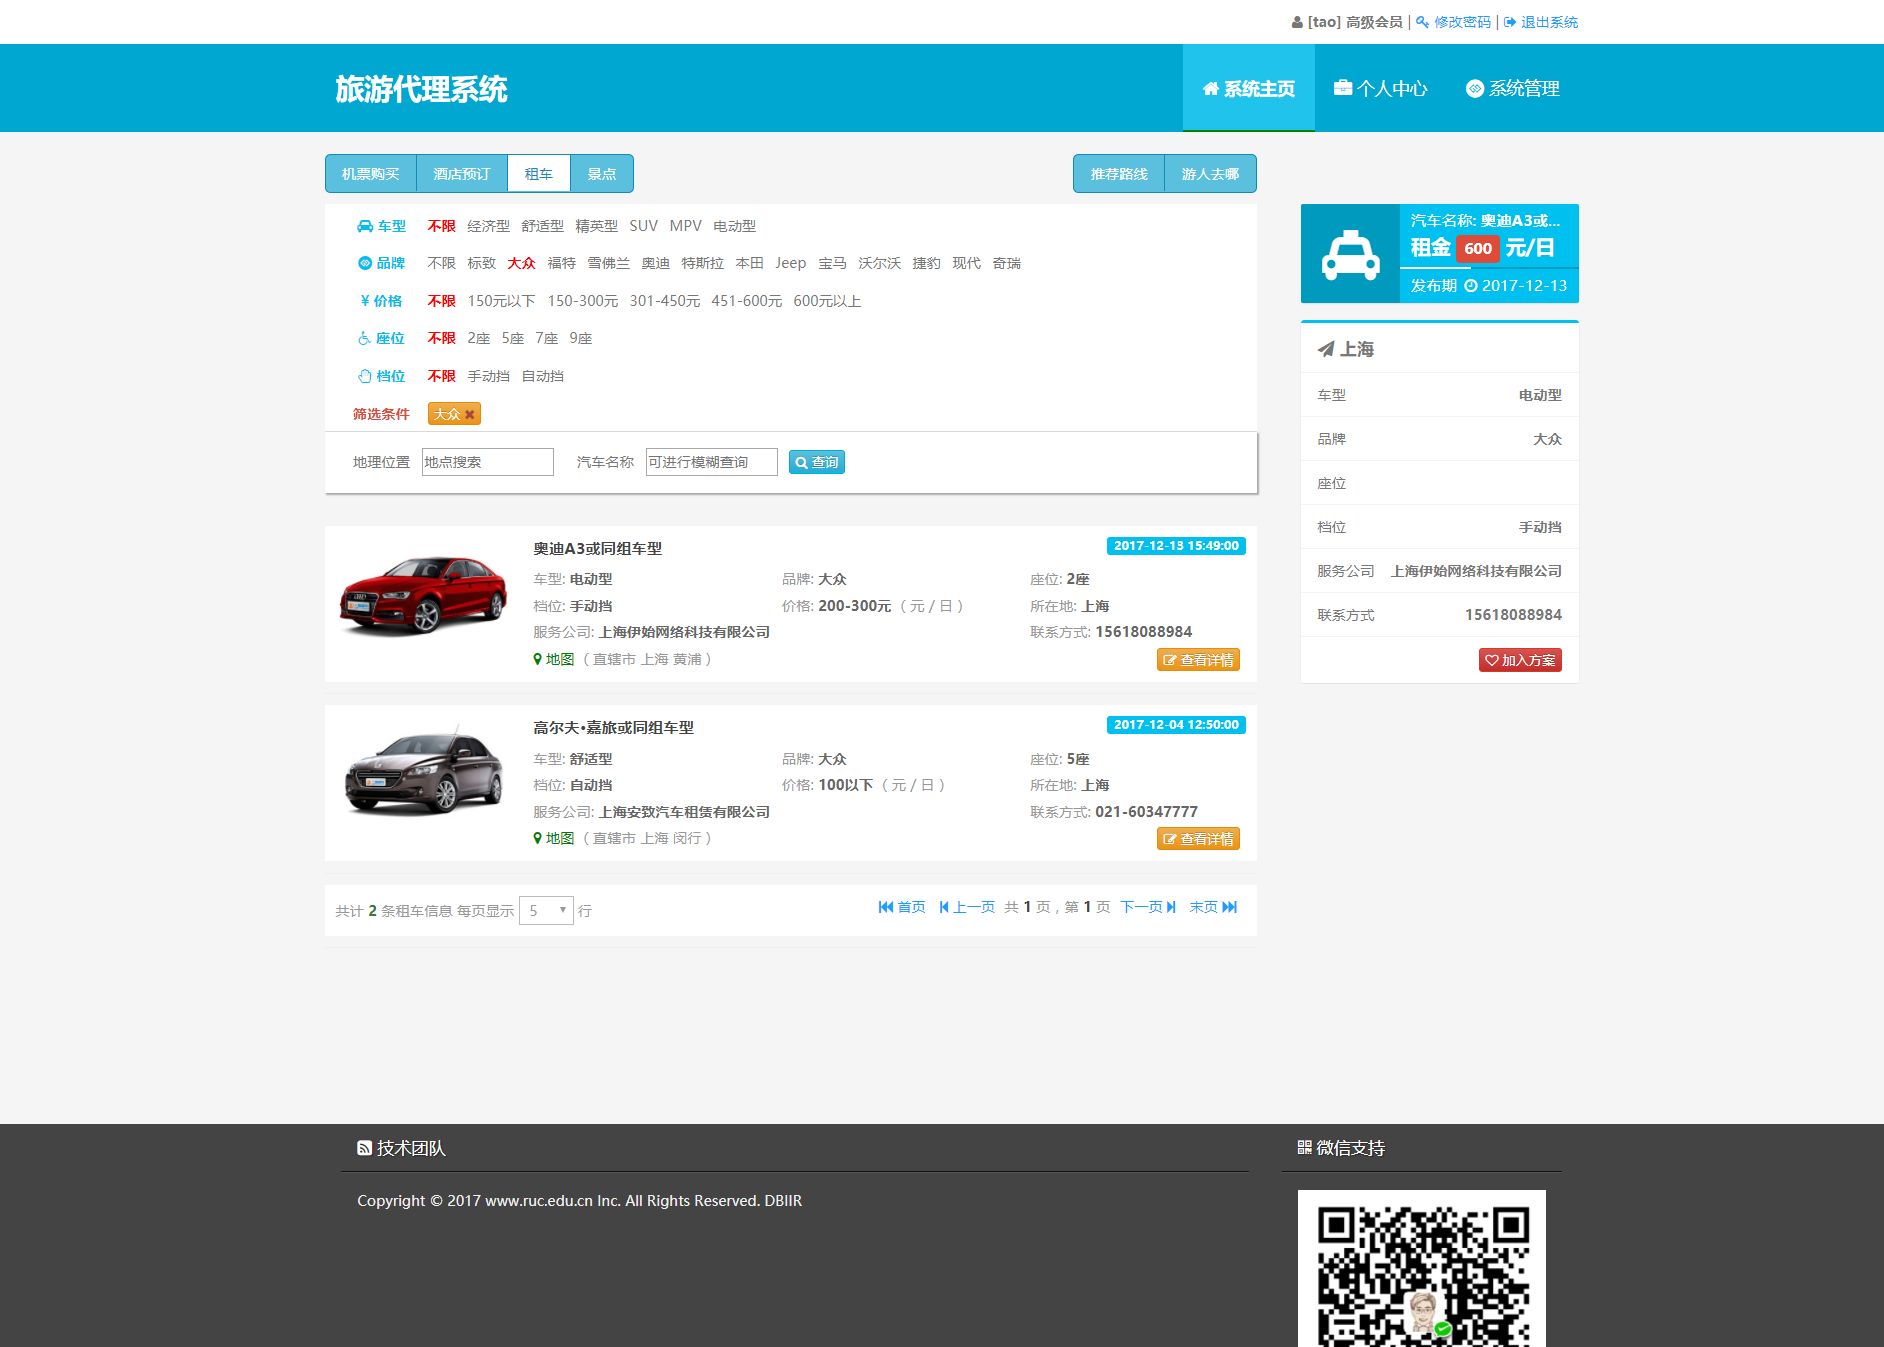 [tao] 高级会员 | 修改密码 | 退出系统
旅游代理系统
系统主页 个人中心 系统管理
机票购买 酒店预订 租车 景点
推荐路线 游人去哪
车型 不限 经济型 舒适型 精英型 SUV MPV 电动型
品牌 不限 标致 大众 福特 雪佛兰 奥迪 特斯拉 本田 Jeep 宝马 沃尔沃 捷豹 现代 奇瑞
¥ 价格 不限 150元以下 150-300元 301-450元 451-600元 600元以上
座位 不限 2座 5座 7座 9座
档位 不限 手动挡 自动挡
筛选条件 大众
地理位置 地点搜索 汽车名称 可进行模糊查询 查询
奥迪A3或同组车型 2017-12-13 15:49:00
车型: 电动型 品牌: 大众 座位: 2座
档位: 手动挡 价格: 200-300元 ( 元 / 日 ) 所在地: 上海
服务公司: 上海伊始网络科技有限公司 联系方式: 15618088984
地图 ( 直辖市 上海 黄浦 ) 查看详情
高尔夫•嘉旅或同组车型 2017-12-04 12:50:00
车型: 舒适型 品牌: 大众 座位: 5座
档位: 自动挡 价格: 100以下 ( 元 / 日 ) 所在地: 上海
服务公司: 上海安致汽车租赁有限公司 联系方式: 021-60347777
地图 ( 直辖市 上海 闵行 ) 查看详情
共计 2 条租车信息 每页显示 5 行
首页 上一页 共 1 页 , 第 1 页 下一页 末页
汽车名称: 奥迪A3或...
租金 600 元/日
发布期 2017-12-13
上海
车型 电动型
品牌 大众
座位
档位 手动挡
服务公司 上海伊始网络科技有限公司
联系方式 15618088984
加入方案
技术团队
Copyright © 2017 www.ruc.edu.cn Inc. All Rights Reserved. DBIIR
微信支持